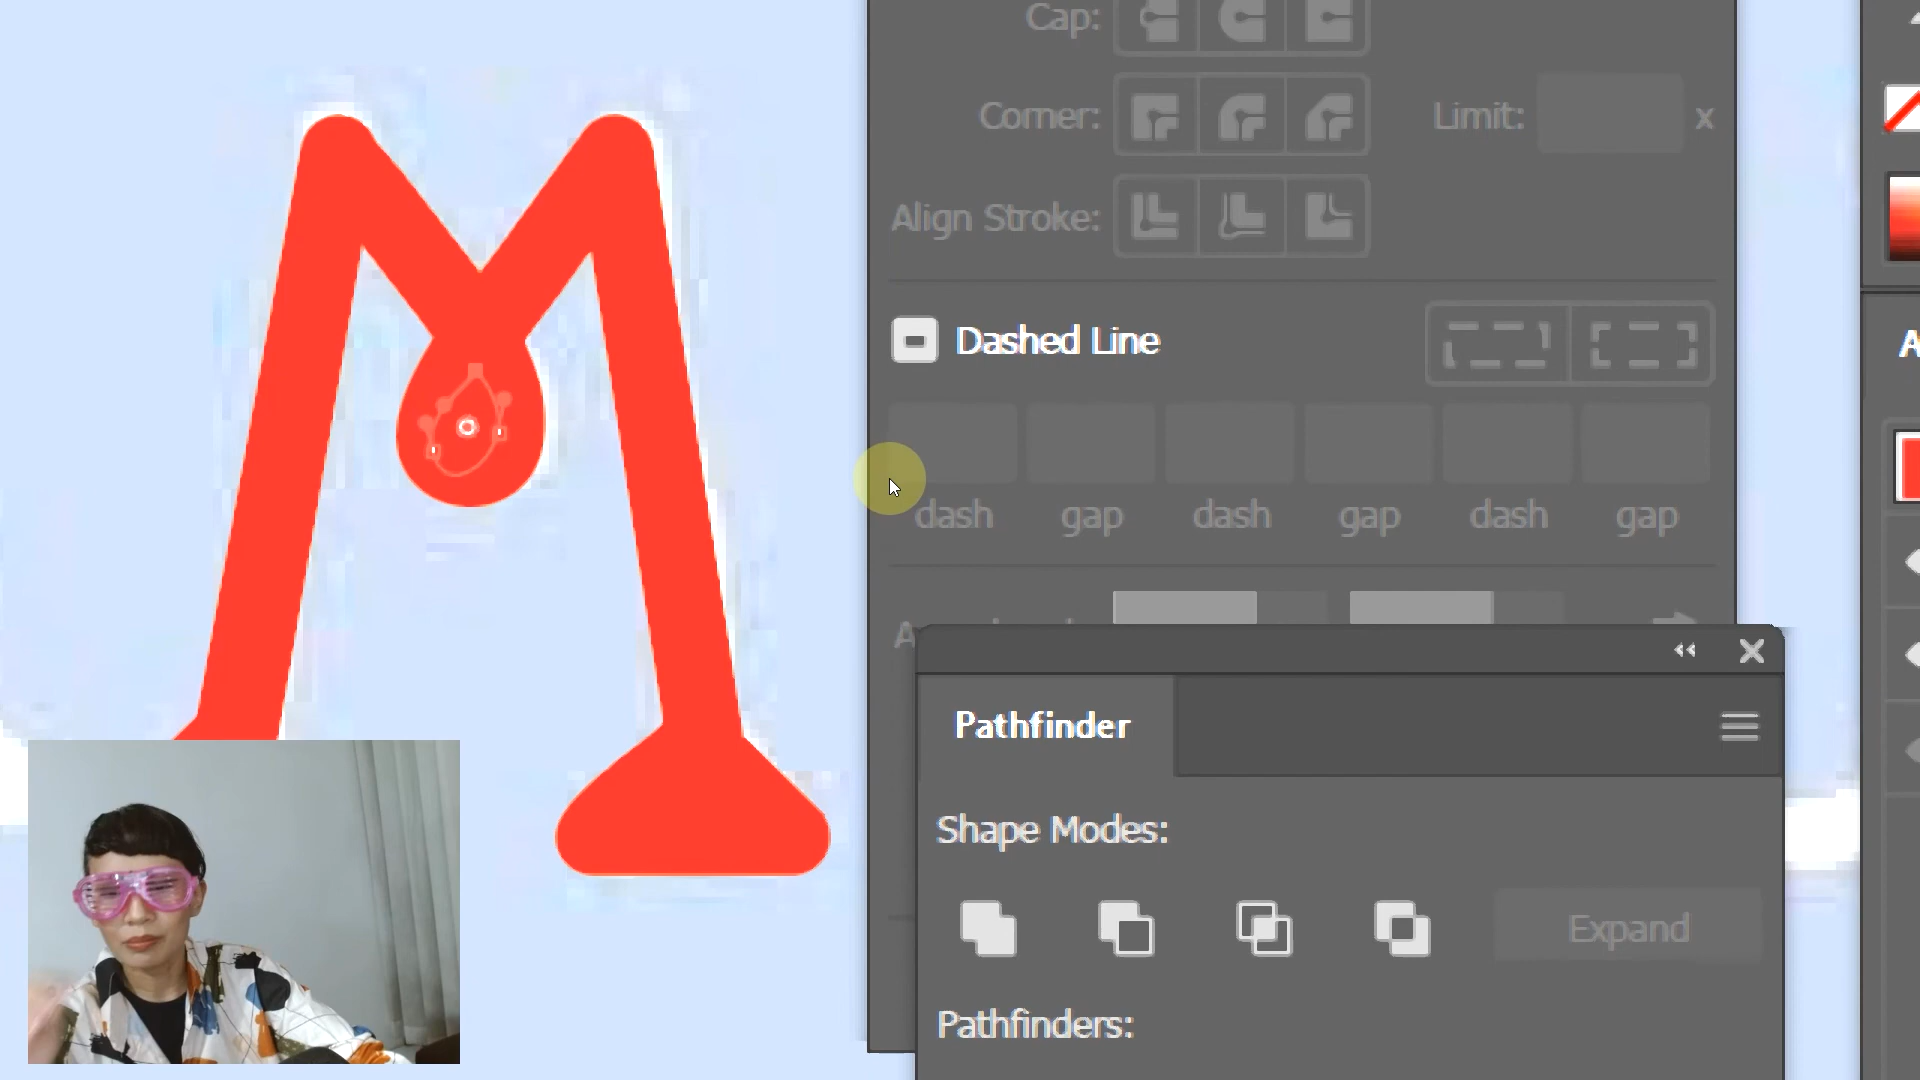 M
Cap:
Corner:
Limit:
x
Align Stroke:
Dashed Line
dash gap dash gap dash gap
Pathfinder
Shape Modes:
Expand
Pathfinders: